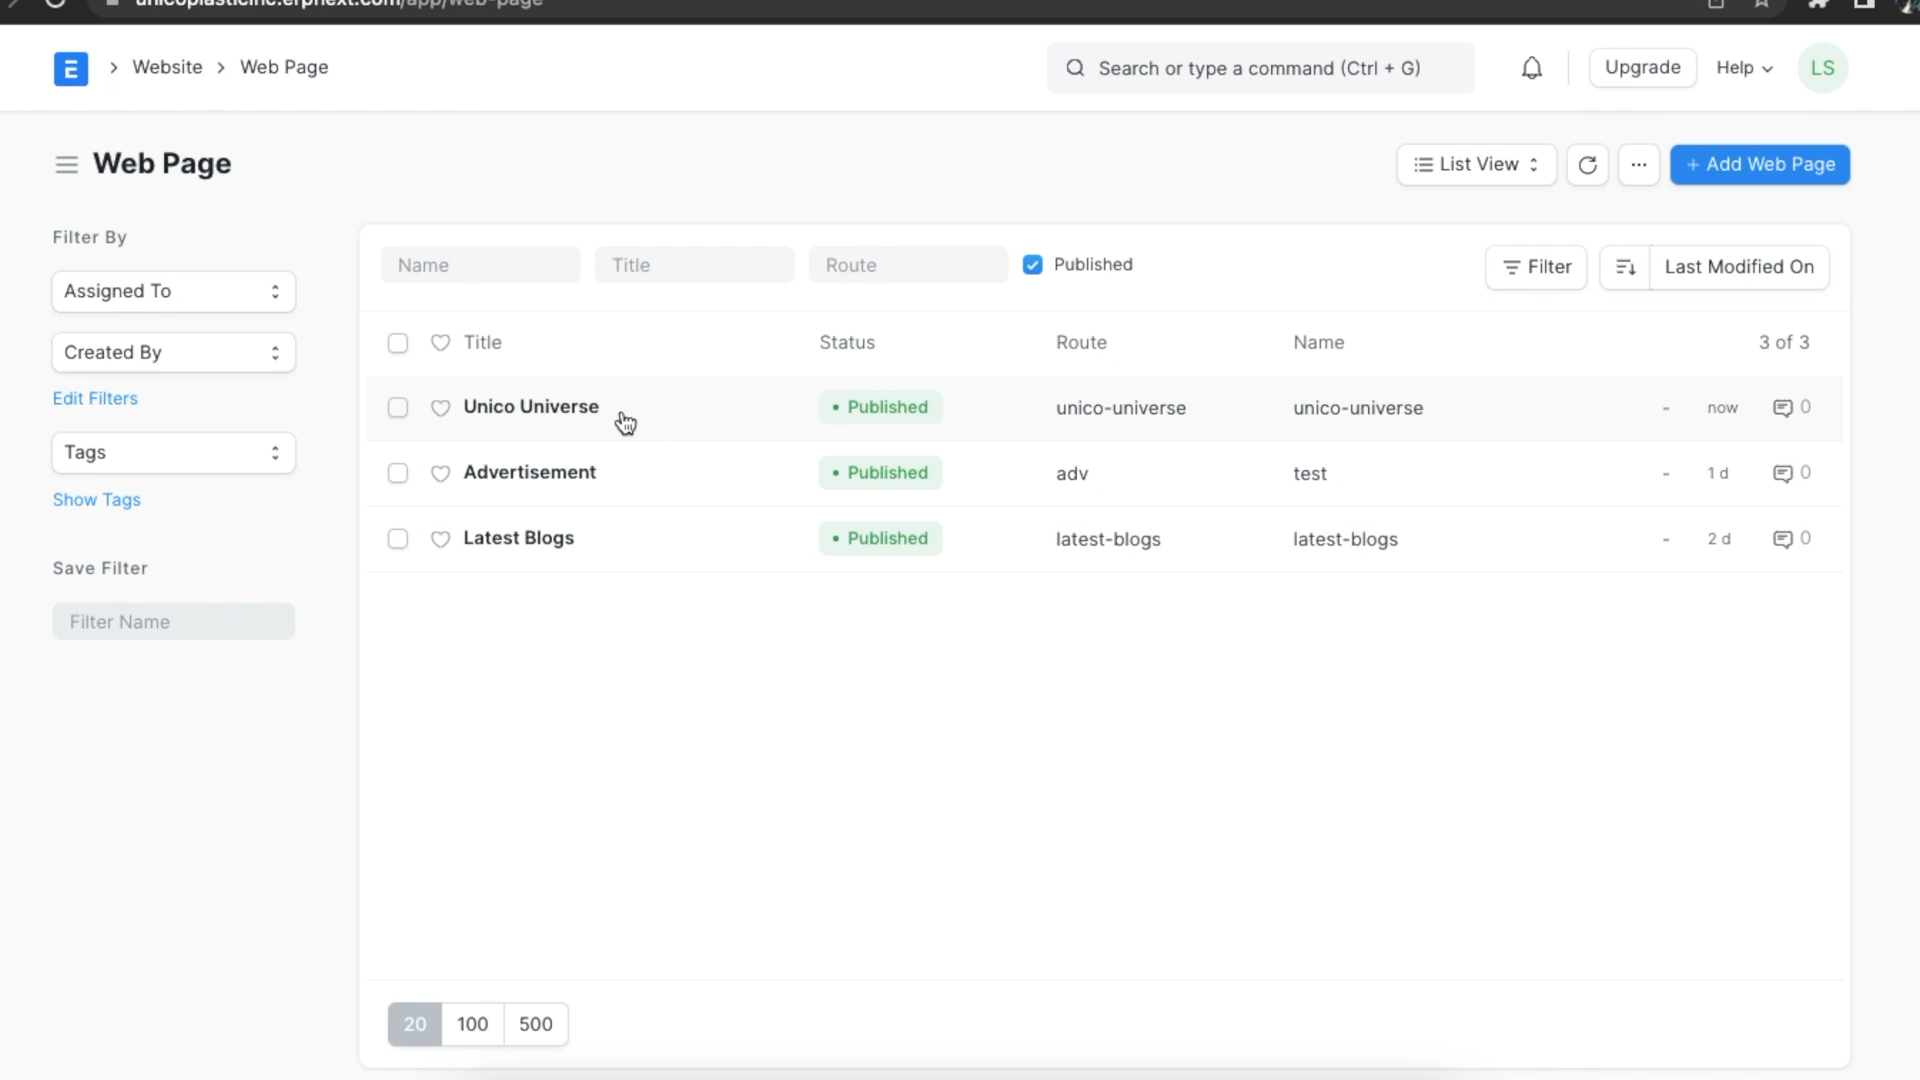 unicoplasticinc.erpnext.com/app/web-page
E
Website
Web Page
Search or type a command (Ctrl + G)
Upgrade
Help
LS
Web Page
List View
...
+ Add Web Page
Filter By
Assigned To
Created By
Edit Filters
Tags
Show Tags
Save Filter
Filter Name
Name
Title
Route
Published
Filter
Last Modified On
Title Status Route Name 3 of 3
Unico Universe • Published unico-universe unico-universe - now 0
Advertisement • Published adv test - 1 d 0
Latest Blogs • Published latest-blogs latest-blogs - 2 d 0
20 100 500